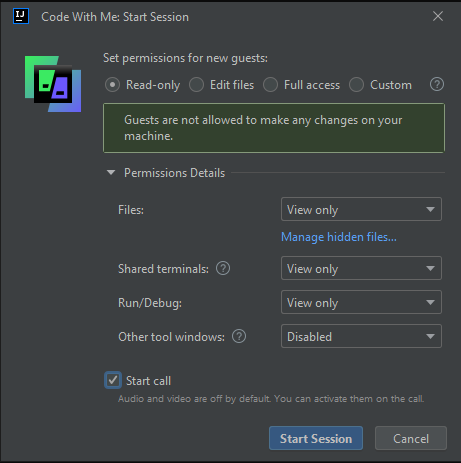 IJ
Code With Me: Start Session
Set permissions for new guests:
Read-only Edit files Full access Custom ?
Guests are not allowed to make any changes on your
machine.
Permissions Details
Files: View only
Manage hidden files...
Shared terminals: ? View only
Run/Debug: View only
Other tool windows: ? Disabled
Start call
Audio and video are off by default. You can activate them on the call.
Start Session Cancel